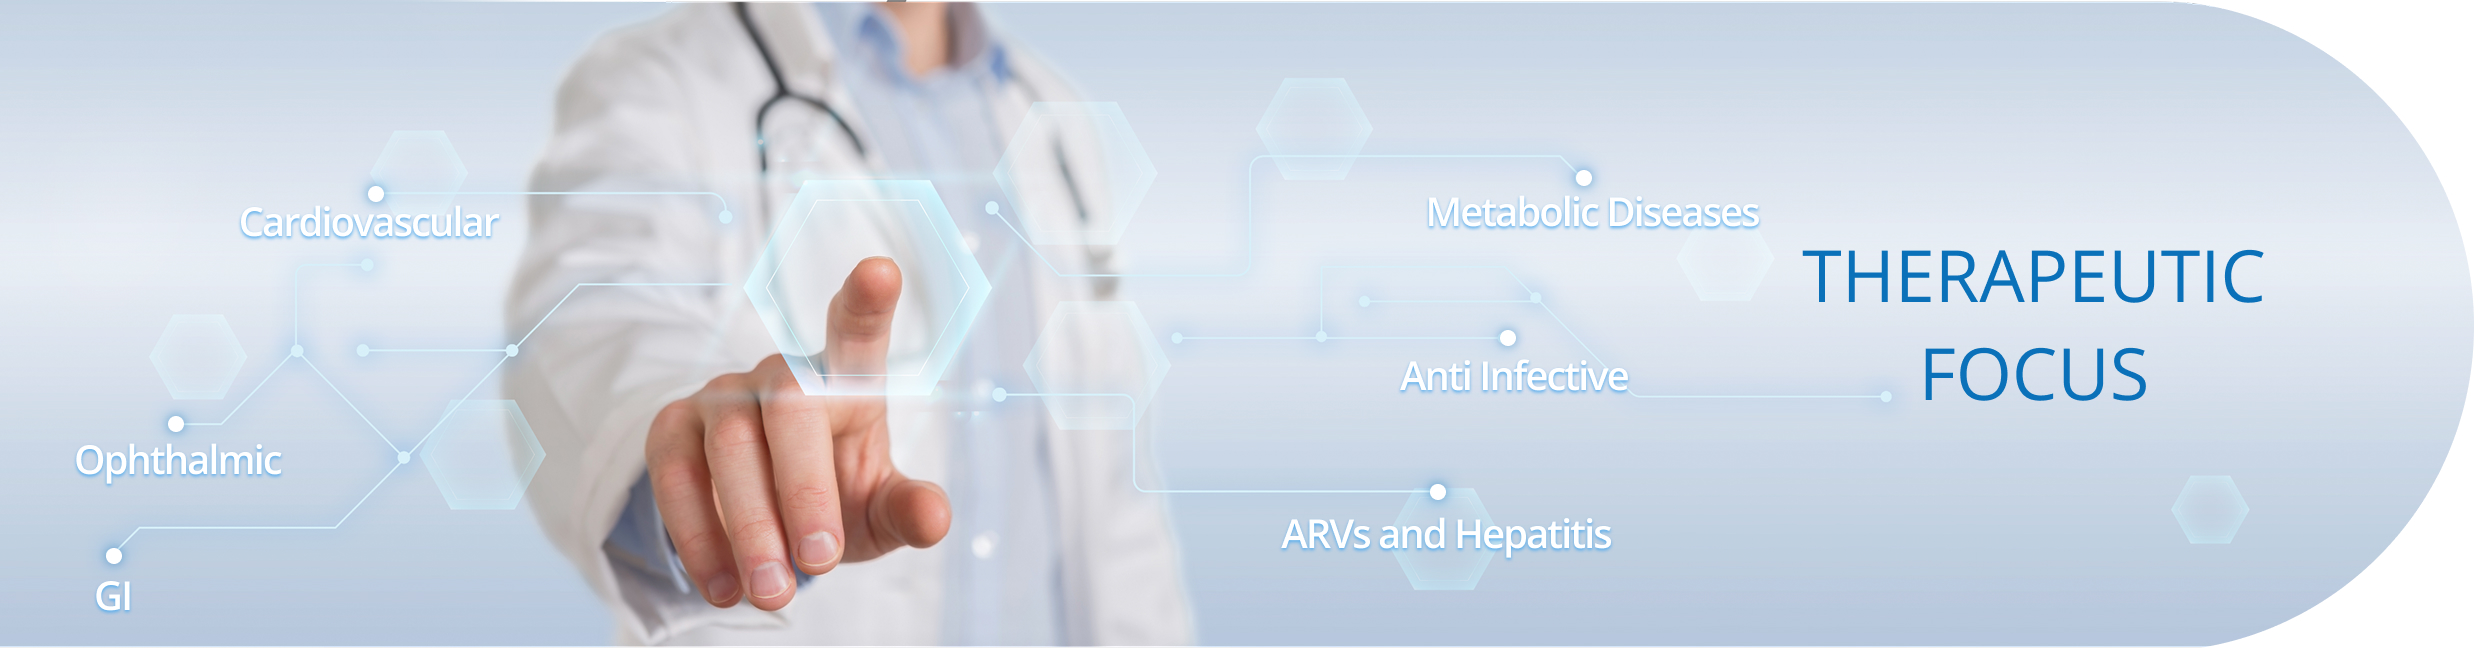 Cardiovascular
Ophthalmic
GI
Metabolic Diseases
Anti Infective
ARVs and Hepatitis
THERAPEUTIC
FOCUS